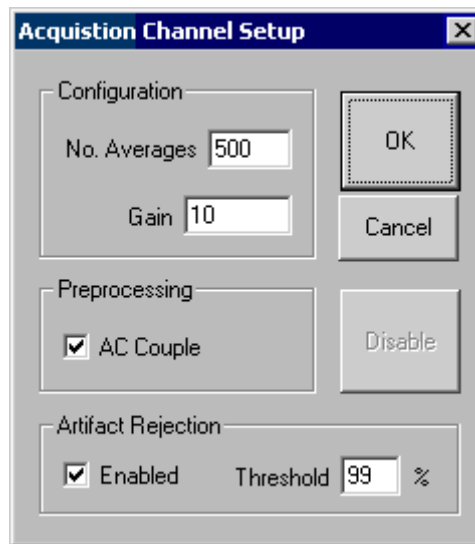 Acquistion Channel Setup
Configuration
No. Averages 500
Gain 10
OK
Cancel
Preprocessing
AC Couple
Disable
Artifact Rejection
Enabled Threshold 99 %